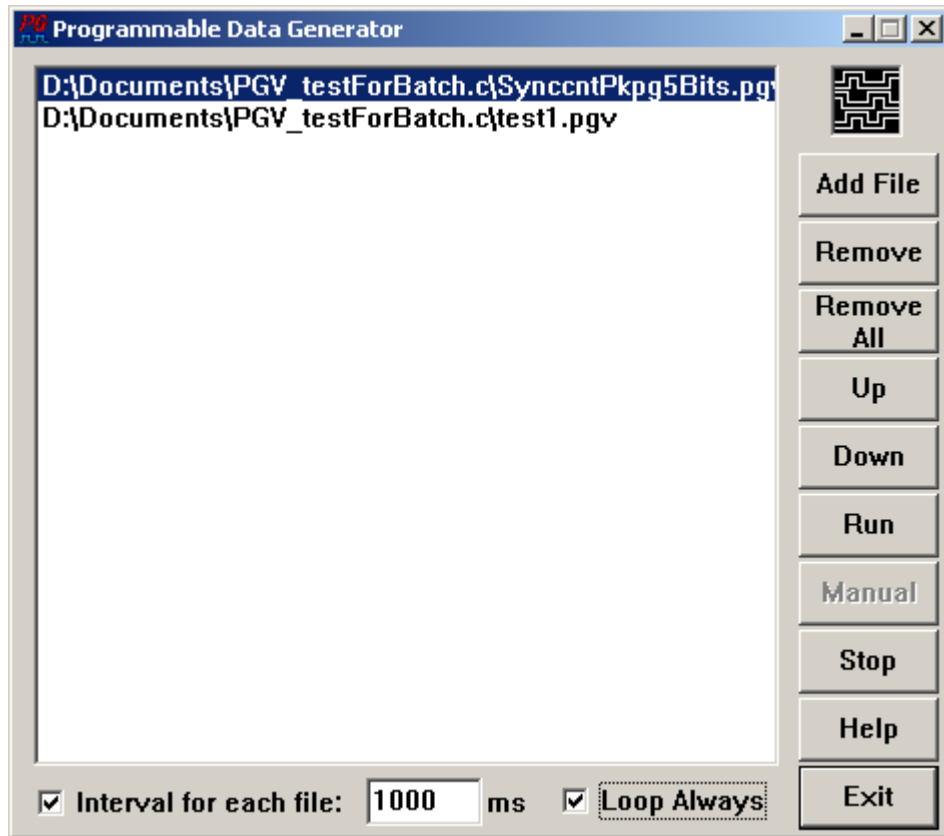 PG Programmable Data Generator
D:\Documents\PGV_testForBatch.c\SynccntPkpg5Bits.pgv
D:\Documents\PGV_testForBatch.c\test1.pgv
Add File
Remove
Remove
All
Up
Down
Run
Manual
Stop
Help
Interval for each file: 1000 ms Loop Always Exit